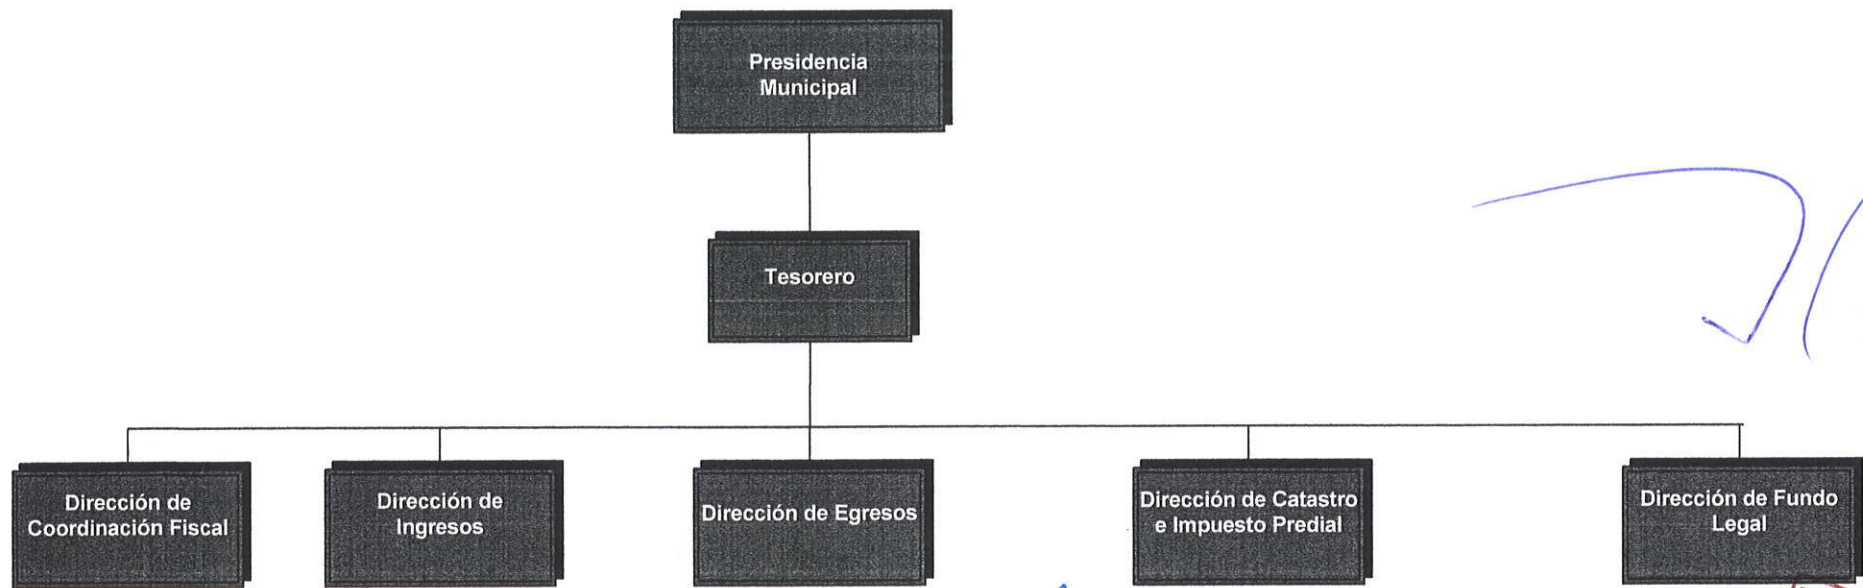 Presidencia
Municipal
Tesorero
Dirección de
Coordinación Fiscal
Dirección de
Ingresos
Dirección de Egresos
Dirección de Catastro
e Impuesto Predial
Dirección de Fundo
Legal